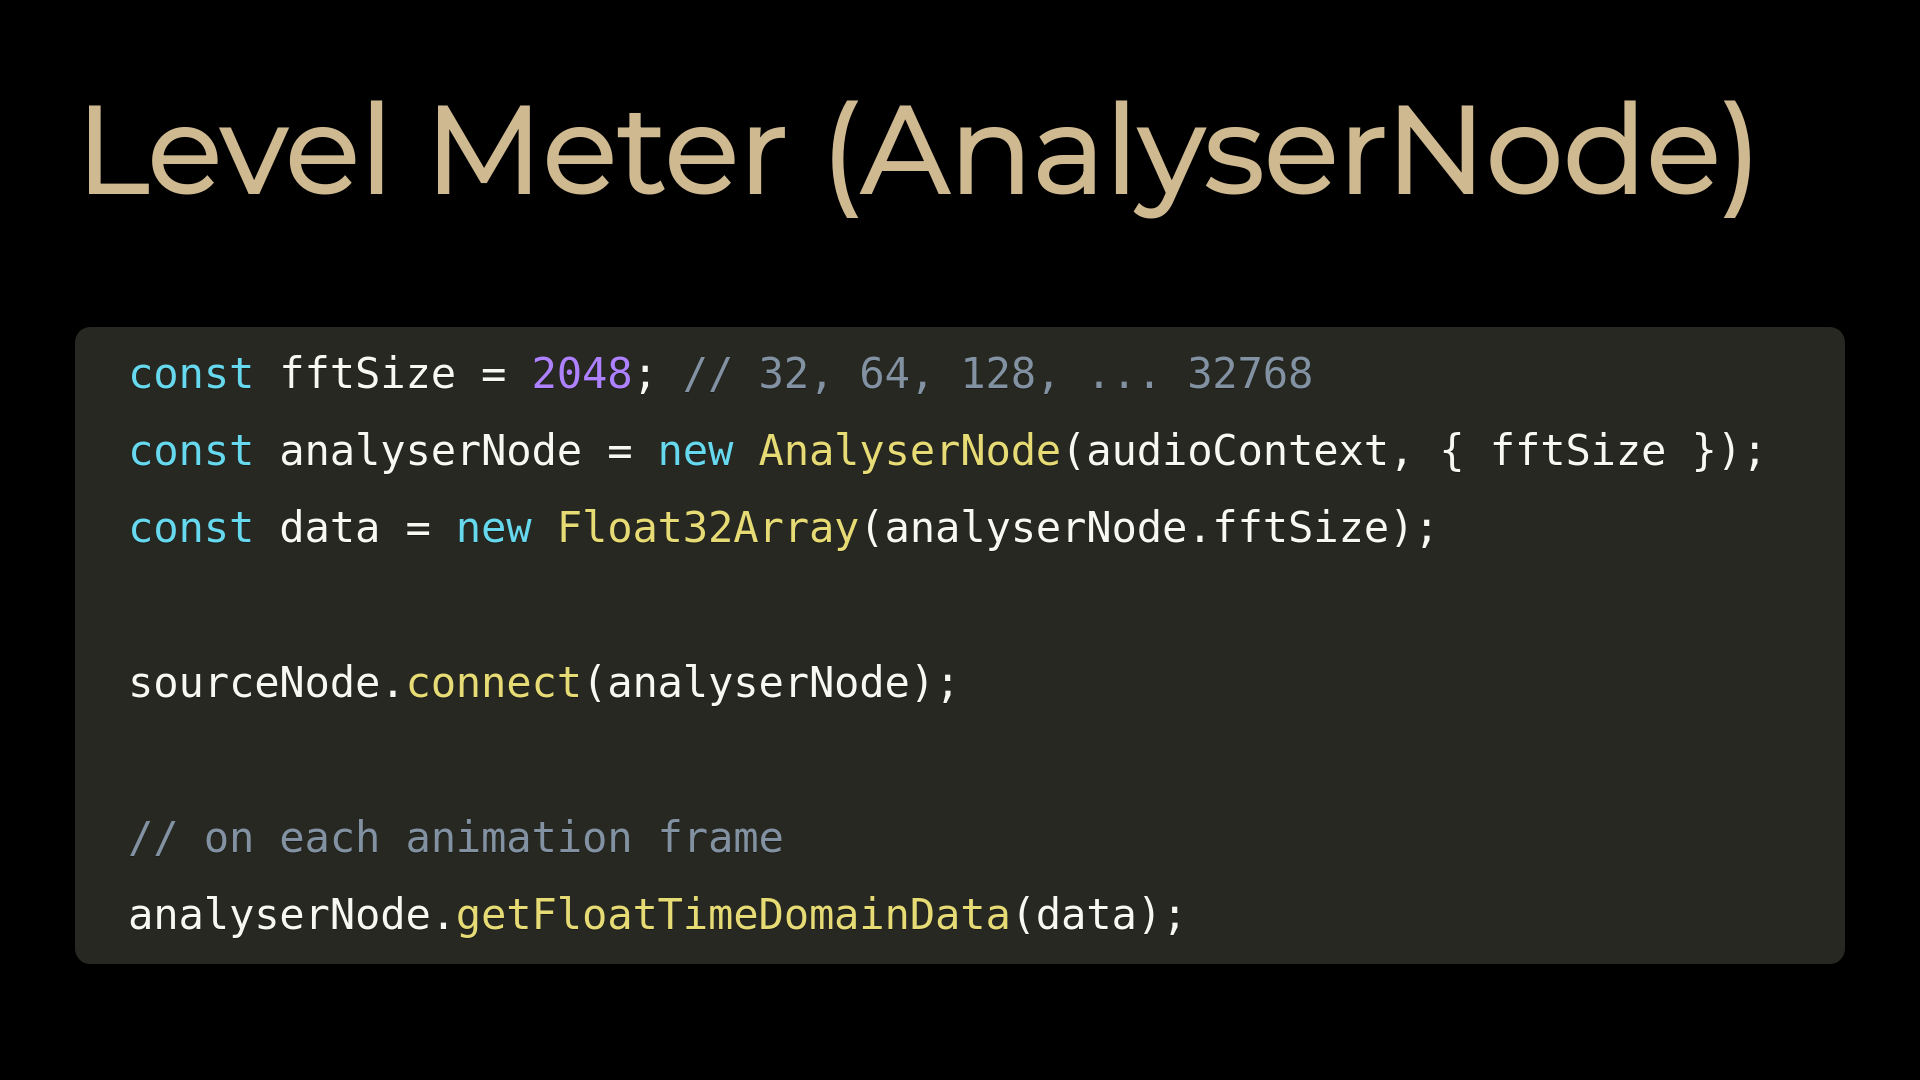 Level Meter (AnalyserNode)
const fftSize = 2048; // 32, 64, 128, ... 32768
const analyserNode = new AnalyserNode(audioContext, { fftSize });
const data = new Float32Array(analyserNode.fftSize);
sourceNode.connect(analyserNode);
// on each animation frame
analyserNode.getFloatTimeDomainData(data);